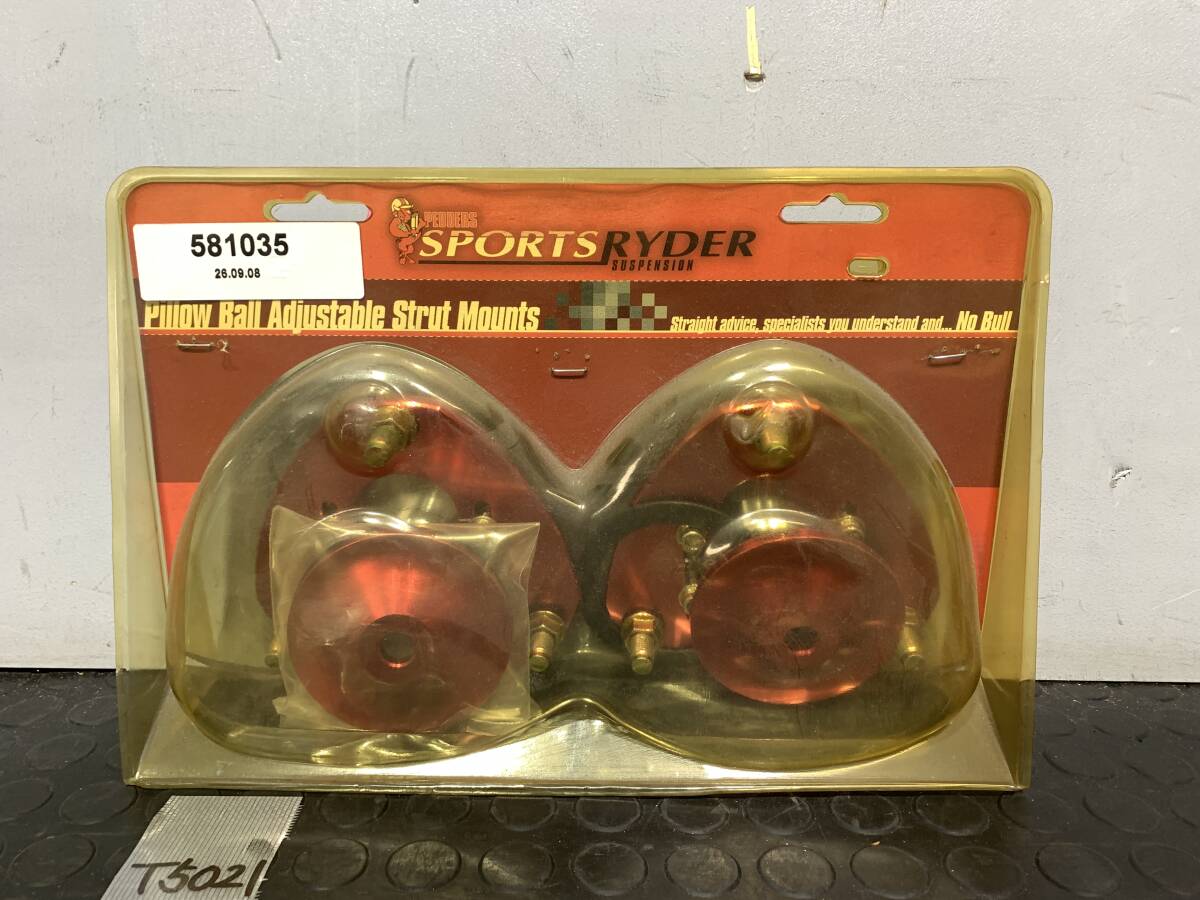 581035
26.09.08
PEDDERS
SPORTSRYDER
SUSPENSION
Pillow Ball Adjustable Strut Mounts
Straight advice, specialists you understand and... No Bull
T5021